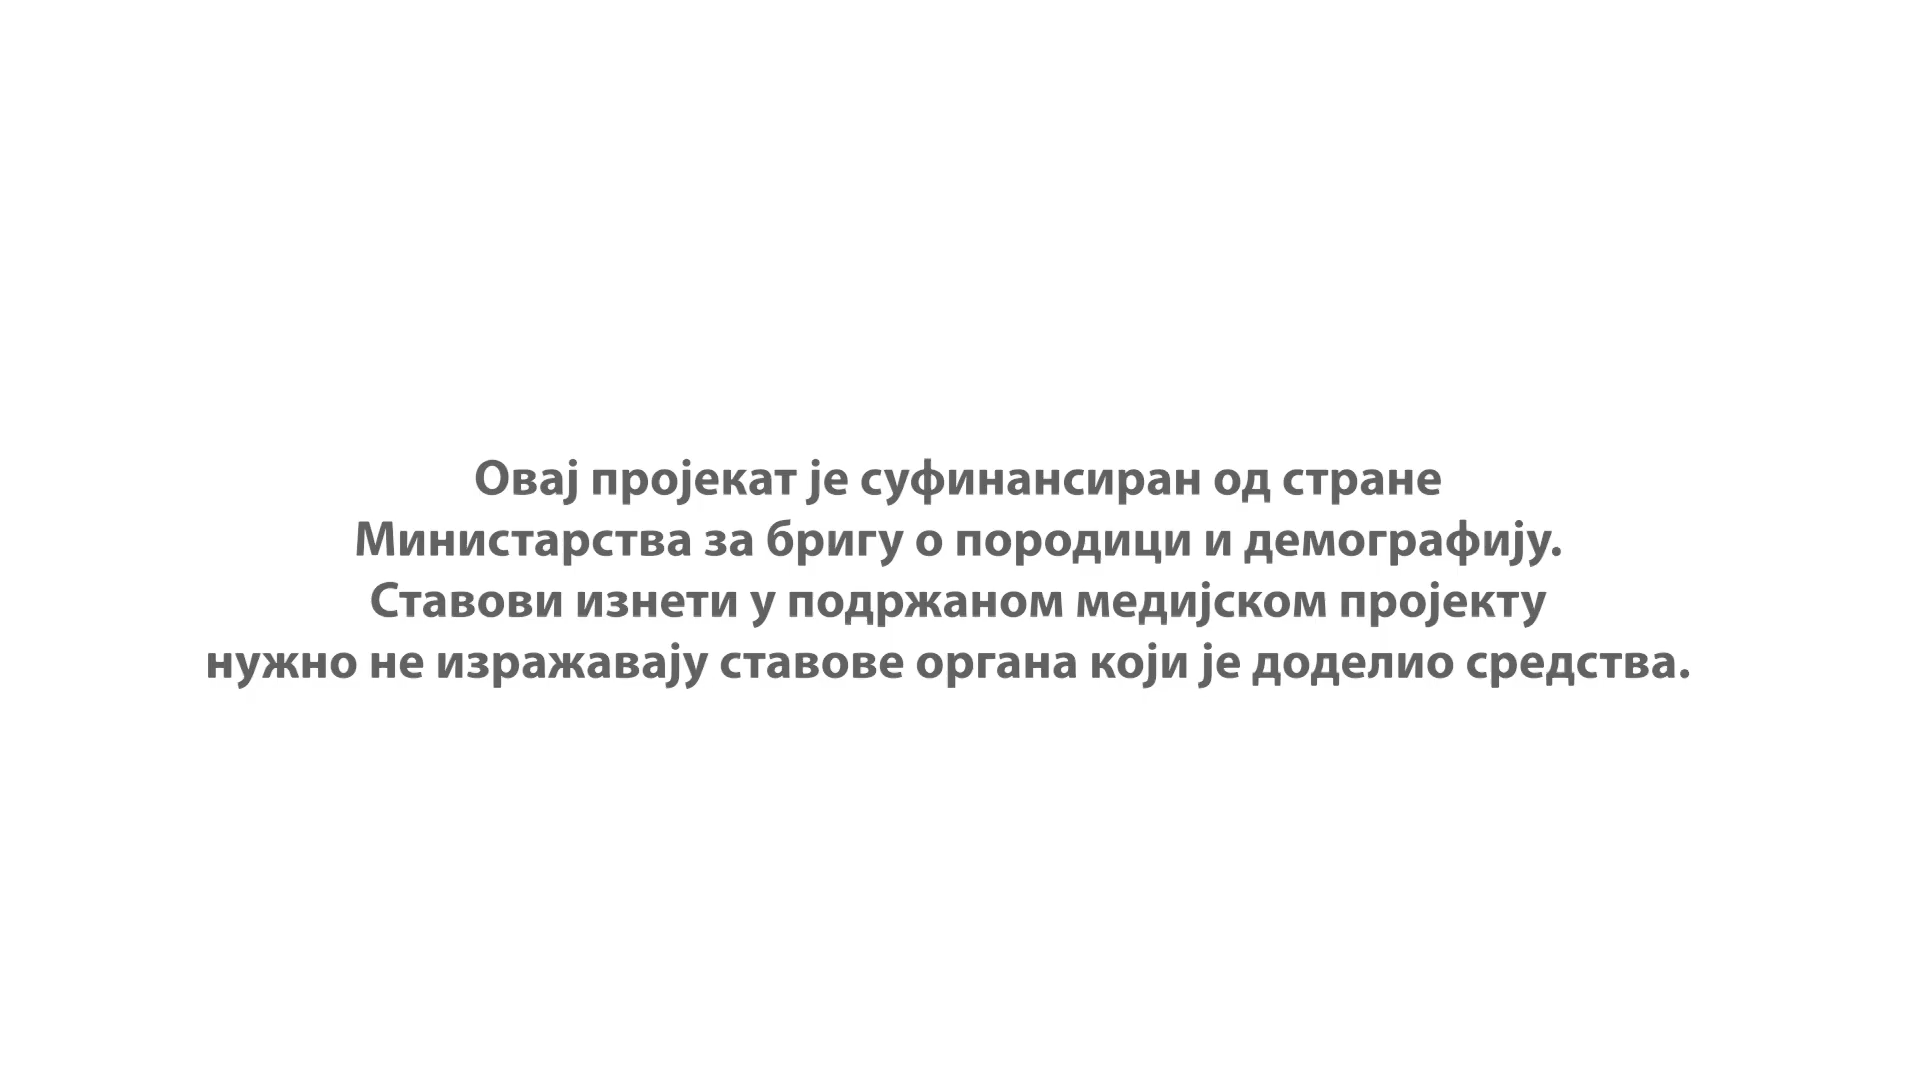 Овај пројекат је суфинансиран од стране
Министарства за бригу о породици и демографију.
Ставови изнети у подржаном медијском пројекту
нужно не изражавају ставове органа који је доделио средства.